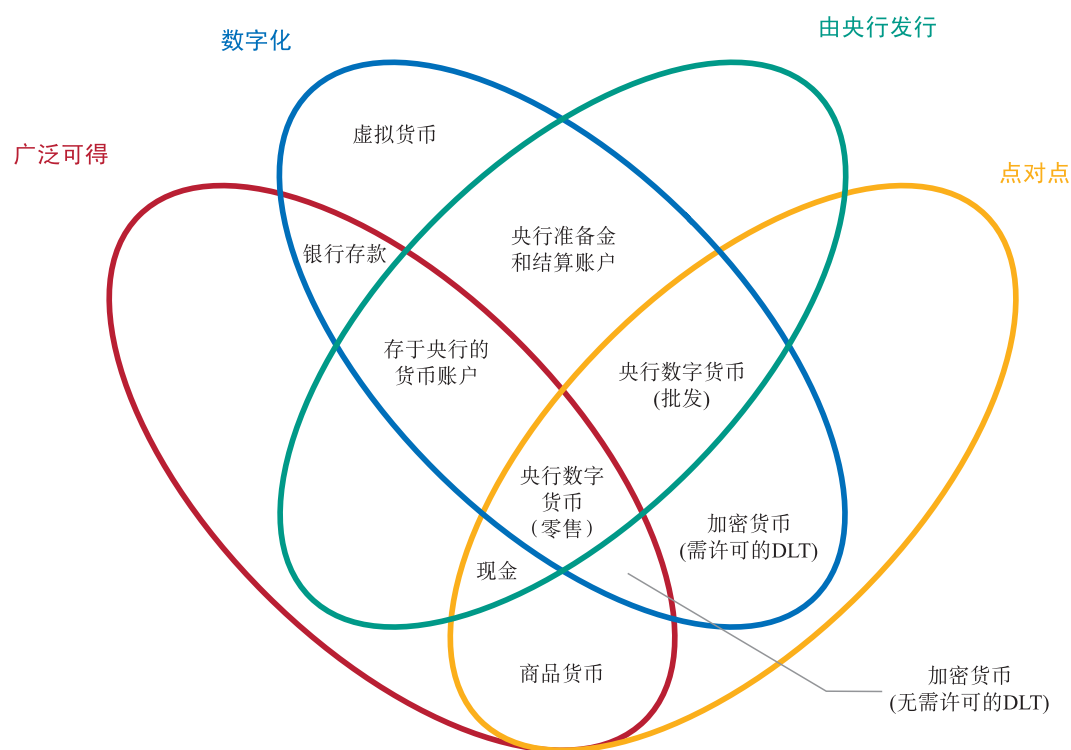 由央行发行
数字化
虚拟货币
广泛可得
点对点
银行存款
央行准备金
和结算账户
存于央行的
货币账户
央行数字货币
(批发)
央行数字
货币
(零售)
加密货币
(需许可的DLT)
现金
商品货币
加密货币
(无需许可的DLT)